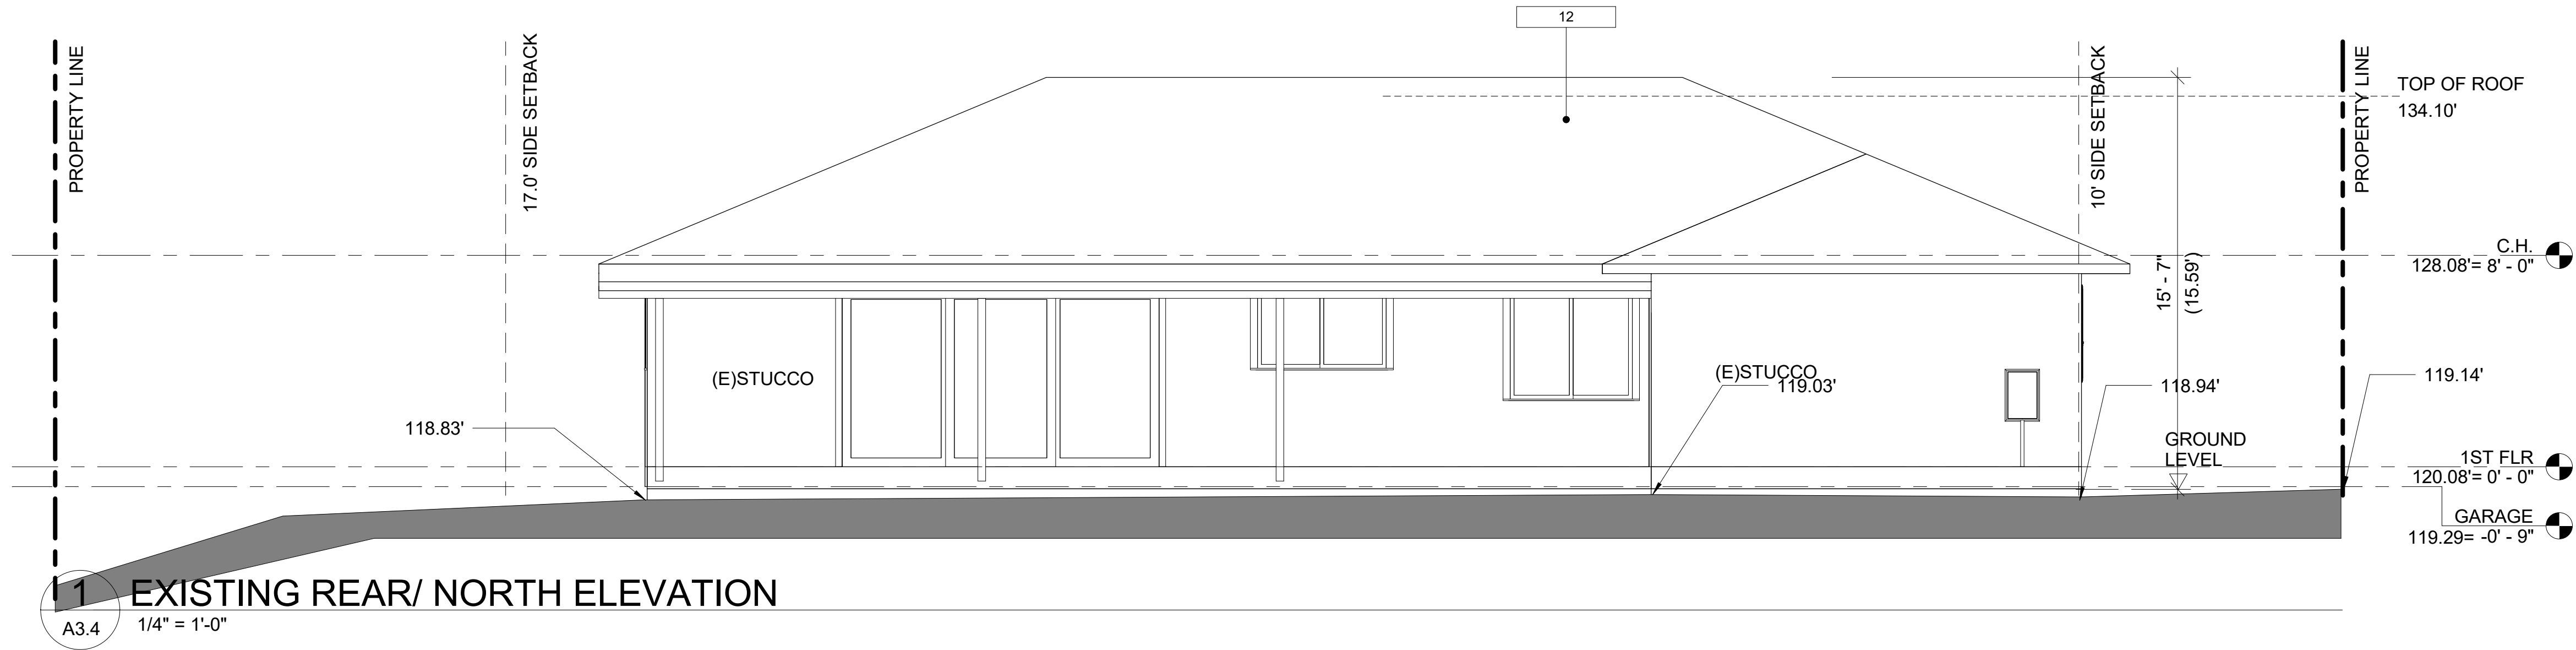 12
PROPERTY LINE
17.0' SIDE SETBACK
10' SIDE SETBACK
PROPERTY LINE
TOP OF ROOF
134.10'
C.H.
128.08'= 8' - 0"
15' - 7"
(15.59')
(E)STUCCO
(E)STUCCO
119.03'
118.94'
119.14'
118.83'
GROUND
LEVEL
1ST FLR
120.08'= 0' - 0"
GARAGE
119.29= -0' - 9"
1
EXISTING REAR/ NORTH ELEVATION
A3.4
1/4" = 1'-0"